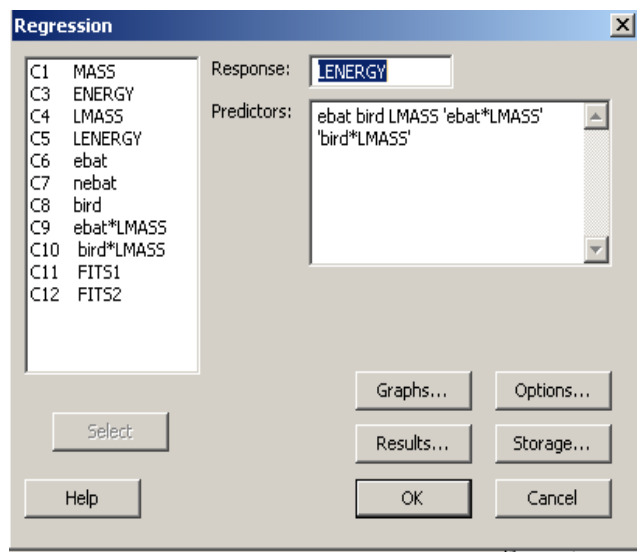 Regression
C1 MASS
C3 ENERGY
C4 LMASS
C5 LENERGY
C6 ebat
C7 nebat
C8 bird
C9 ebat*LMASS
C10 bird*LMASS
C11 FITS1
C12 FITS2
Response: LENERGY
Predictors: ebat bird LMASS 'ebat*LMASS'
'bird*LMASS'
Graphs... Options...
Select Results... Storage...
Help OK Cancel